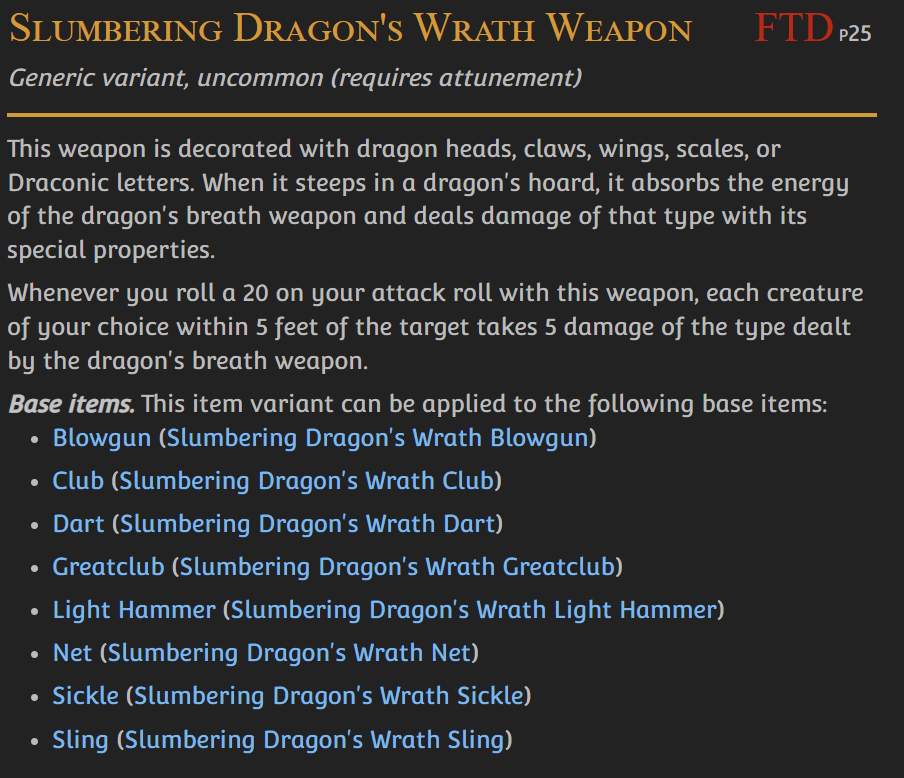 Slumbering Dragon's Wrath Weapon FTD p25
Generic variant, uncommon (requires attunement)
This weapon is decorated with dragon heads, claws, wings, scales, or
Draconic letters. When it steeps in a dragon's hoard, it absorbs the energy
of the dragon's breath weapon and deals damage of that type with its
special properties.
Whenever you roll a 20 on your attack roll with this weapon, each creature
of your choice within 5 feet of the target takes 5 damage of the type dealt
by the dragon's breath weapon.
Base items. This item variant can be applied to the following base items:
• Blowgun (Slumbering Dragon's Wrath Blowgun)
• Club (Slumbering Dragon's Wrath Club)
• Dart (Slumbering Dragon's Wrath Dart)
• Greatclub (Slumbering Dragon's Wrath Greatclub)
• Light Hammer (Slumbering Dragon's Wrath Light Hammer)
• Net (Slumbering Dragon's Wrath Net)
• Sickle (Slumbering Dragon's Wrath Sickle)
• Sling (Slumbering Dragon's Wrath Sling)